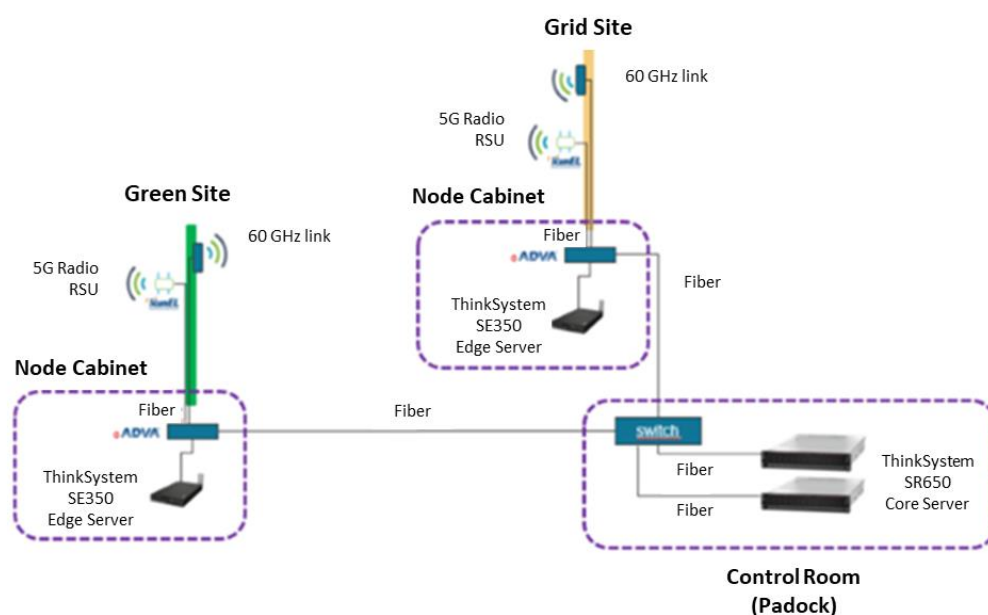 Grid Site
60 GHz link
5G Radio
RSU
Node Cabinet
Fiber
ADVA
ThinkSystem
SE350
Edge Server
Fiber
Green Site
60 GHz link
5G Radio
RSU
Node Cabinet
Fiber
ADVA
ThinkSystem
SE350
Edge Server
Fiber
switch
Fiber
Fiber
ThinkSystem
SR650
Core Server
Control Room
(Padock)